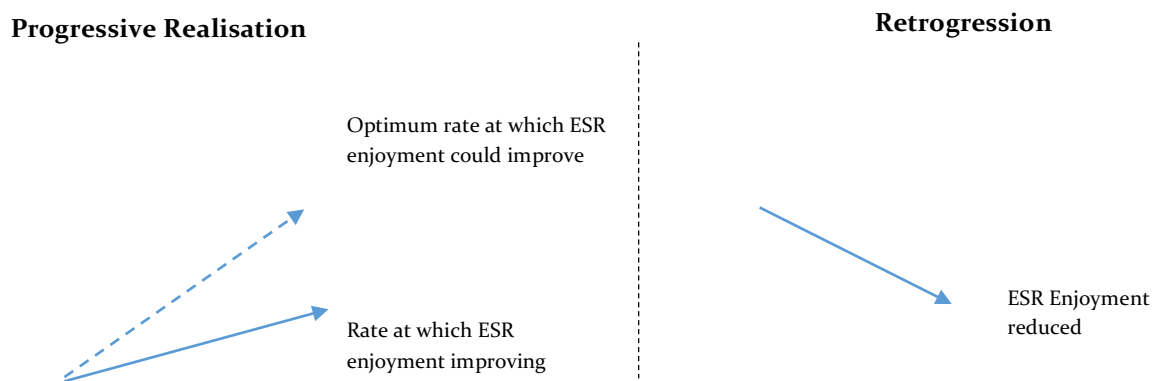 Progressive Realisation
Optimum rate at which ESR
enjoyment could improve
Rate at which ESR
enjoyment improving
Retrogression
ESR Enjoyment
reduced